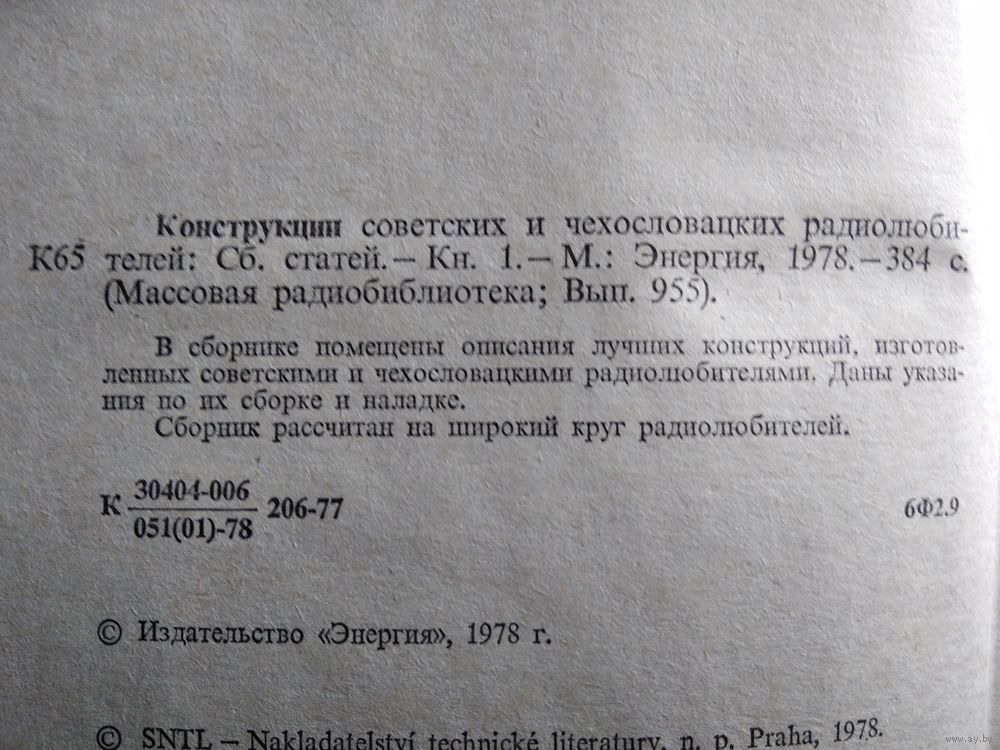 Конструкции советских и чехословацких радиолюби-
К65 телей: Сб. статей.— Кн. 1.— М.: Энергия, 1978.—384 с.
(Массовая радиобиблиотека; Вып. 955).
В сборнике помещены описания лучших конструкций, изготов-
ленных советскими и чехословацкими радиолюбителями. Даны указа-
ния по их сборке и наладке.
Сборник рассчитан на широкий круг радиолюбителей.
К 30404-006 206-77 6Ф2.9
051(01)-78
© Издательство «Энергия», 1978 г.
© SNTL – Nakladatelství technické literatury, n. p. Praha, 1978.
www.ay.by